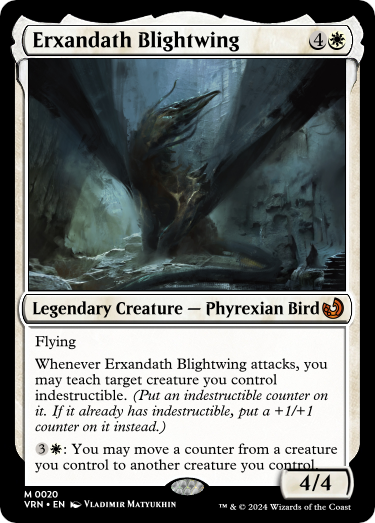 Erxandath Blightwing 4
Legendary Creature — Phyrexian Bird
Flying
Whenever Erxandath Blightwing attacks, you
may teach target creature you control
indestructible. (Put an indestructible counter on
it. If it already has indestructible, put a +1/+1
counter on it instead.)
3: You may move a counter from a creature
you control to another creature you control.
4/4
M 0020
VRN • EN Vladimir Matyukhin
™ & © 2024 Wizards of the Coast